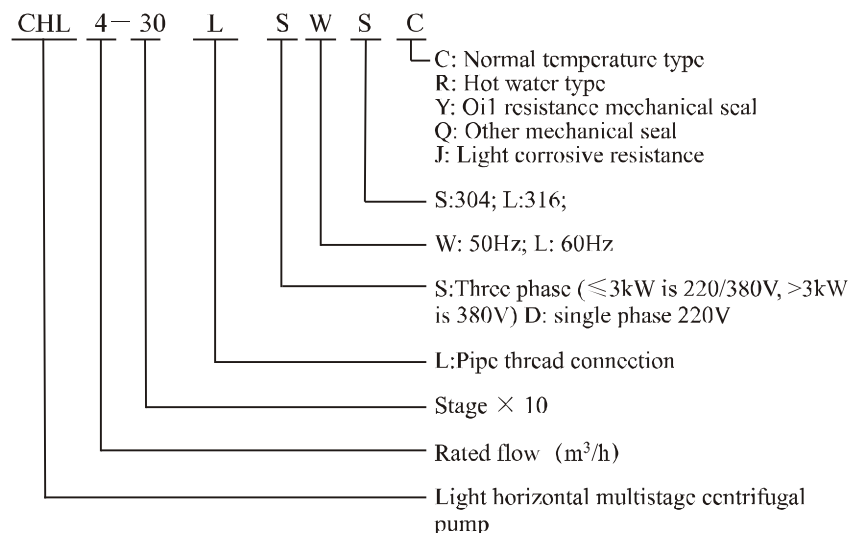 CHL 4－30 L S W S C
C: Normal temperature type
R: Hot water type
Y: Oi1 resistance mechanical seal
Q: Other mechanical seal
J: Light corrosive resistance
S:304; L:316;
W: 50Hz; L: 60Hz
S:Three phase (≤3kW is 220/380V, >3kW
is 380V) D: single phase 220V
L:Pipe thread connection
Stage × 10
Rated flow (m³/h)
Light horizontal multistage centrifugal
pump